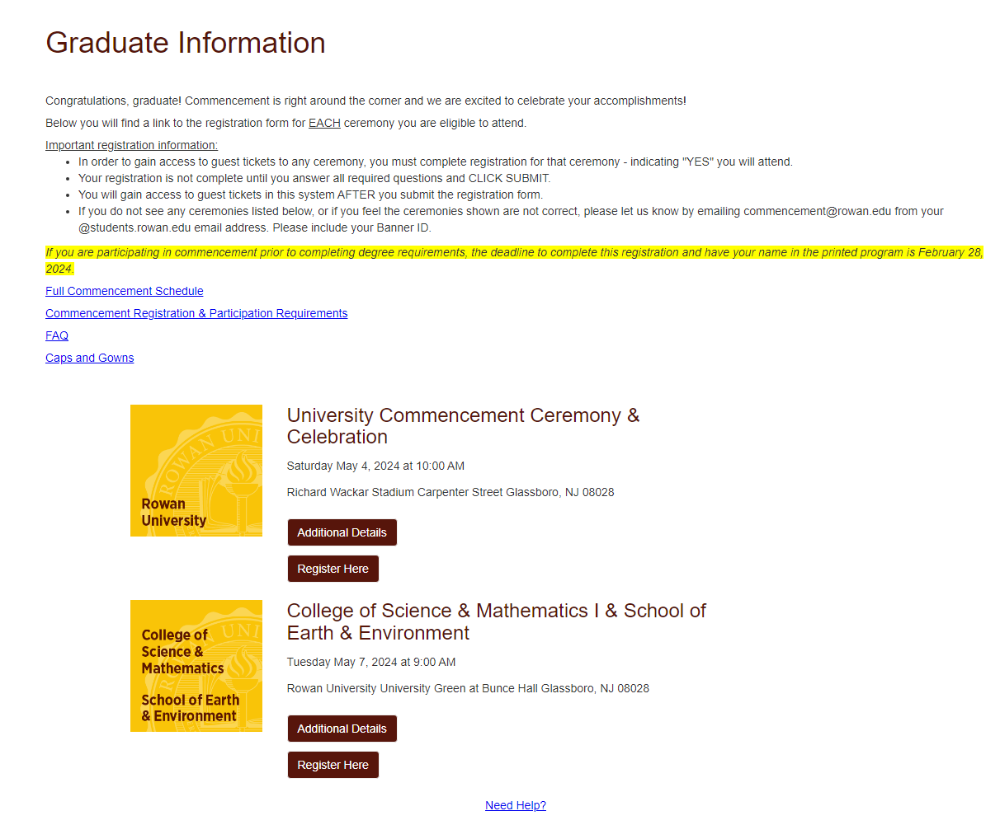 Graduate Information
Congratulations, graduate! Commencement is right around the corner and we are excited to celebrate your accomplishments!
Below you will find a link to the registration form for EACH ceremony you are eligible to attend.
Important registration information:
• In order to gain access to guest tickets to any ceremony, you must complete registration for that ceremony - indicating "YES" you will attend.
• Your registration is not complete until you answer all required questions and CLICK SUBMIT.
• You will gain access to guest tickets in this system AFTER you submit the registration form.
• If you do not see any ceremonies listed below, or if you feel the ceremonies shown are not correct, please let us know by emailing commencement@rowan.edu from your
@students.rowan.edu email address. Please include your Banner ID.
If you are participating in commencement prior to completing degree requirements, the deadline to complete this registration and have your name in the printed program is February 28,
2024.
Full Commencement Schedule
Commencement Registration & Participation Requirements
FAQ
Caps and Gowns
ROWAN UNI
Rowan
University
University Commencement Ceremony &
Celebration
Saturday May 4, 2024 at 10:00 AM
Richard Wackar Stadium Carpenter Street Glassboro, NJ 08028
Additional Details
Register Here
UNI
College of
Science &
Mathematics
School of Earth
& Environment
College of Science & Mathematics I & School of
Earth & Environment
Tuesday May 7, 2024 at 9:00 AM
Rowan University University Green at Bunce Hall Glassboro, NJ 08028
Additional Details
Register Here
Need Help?